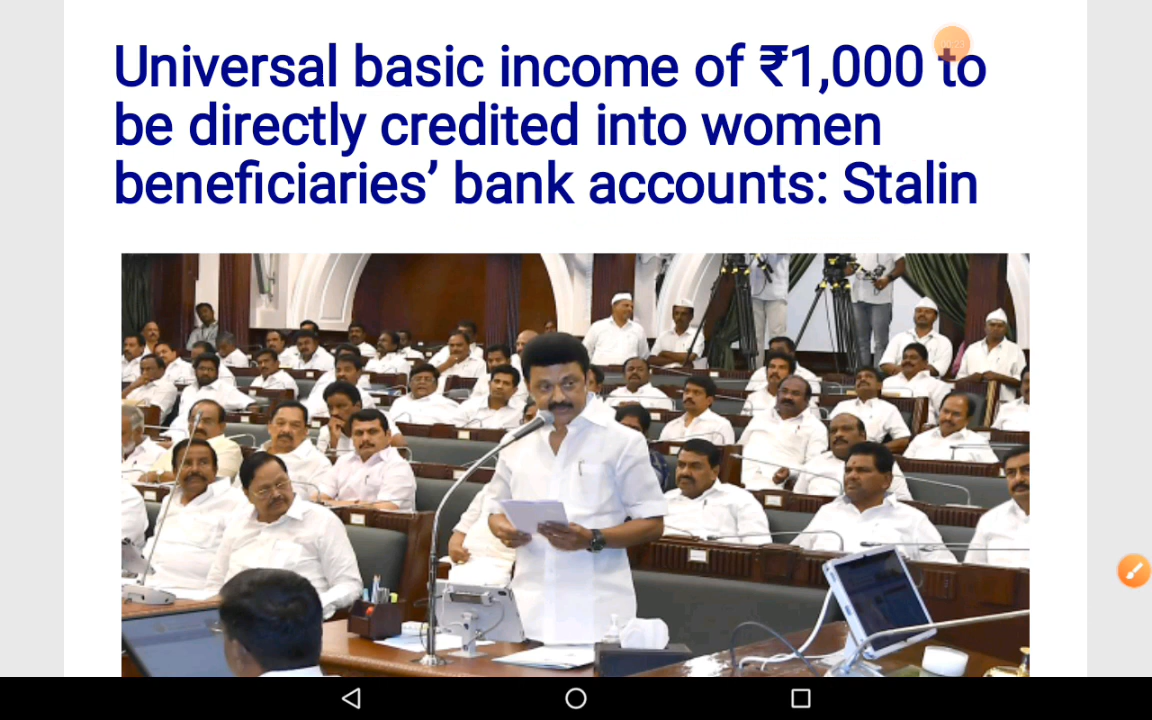 Universal basic income of ₹1,000 to
be directly credited into women
beneficiaries’ bank accounts: Stalin